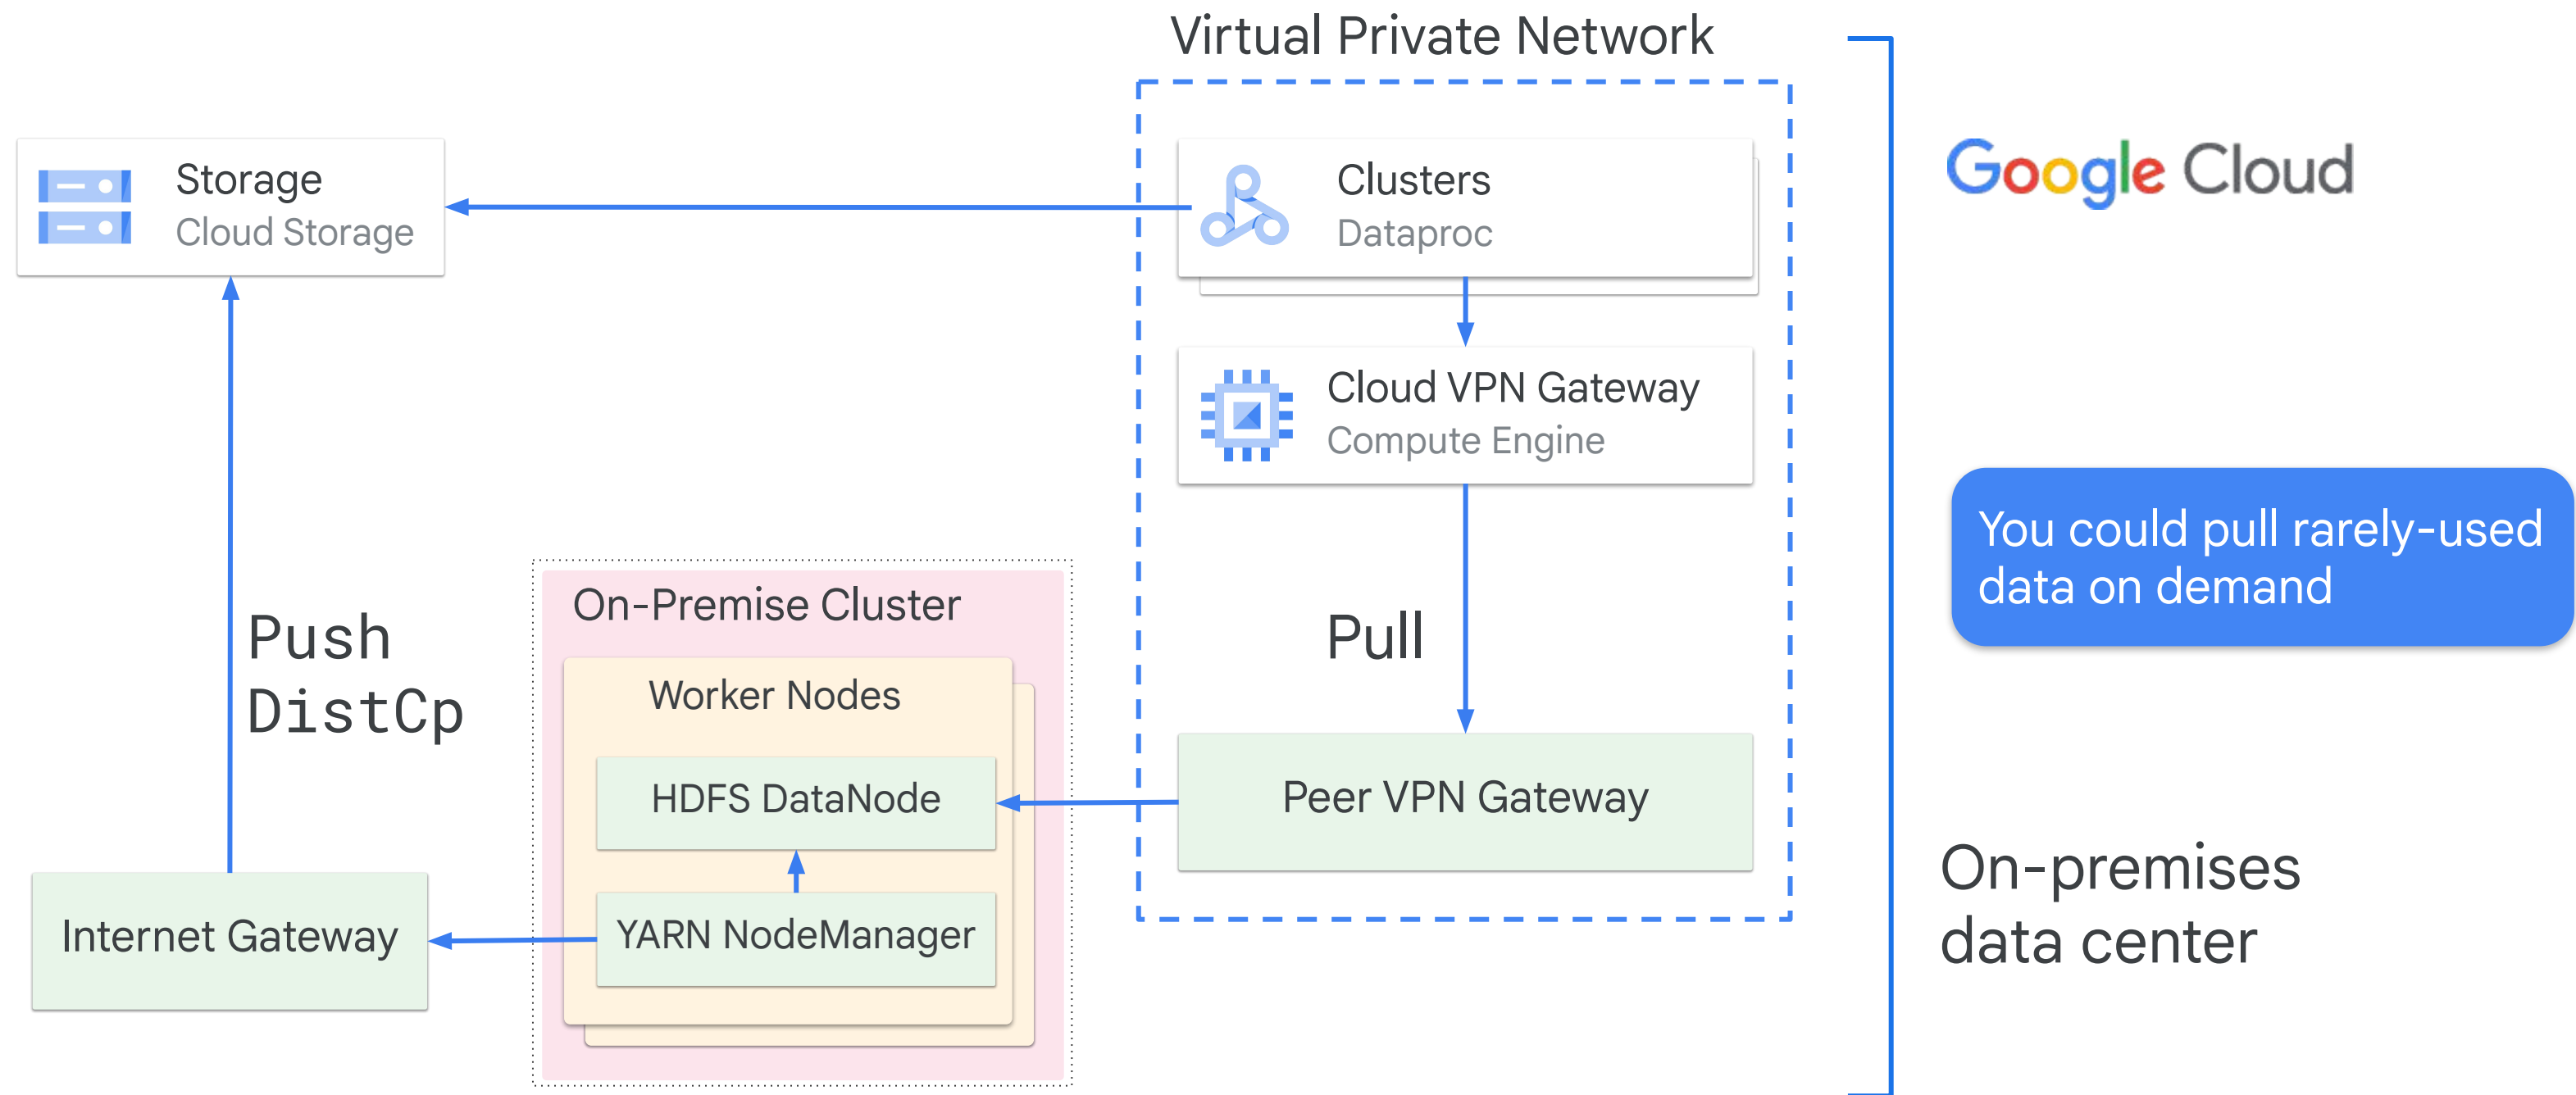 Virtual Private Network
Storage
Cloud Storage
Clusters
Dataproc
Google Cloud
Cloud VPN Gateway
Compute Engine
You could pull rarely-used
data on demand
On-Premise Cluster
Push
DistCp
Pull
Worker Nodes
HDFS DataNode
Peer VPN Gateway
YARN NodeManager
Internet Gateway
On-premises
data center